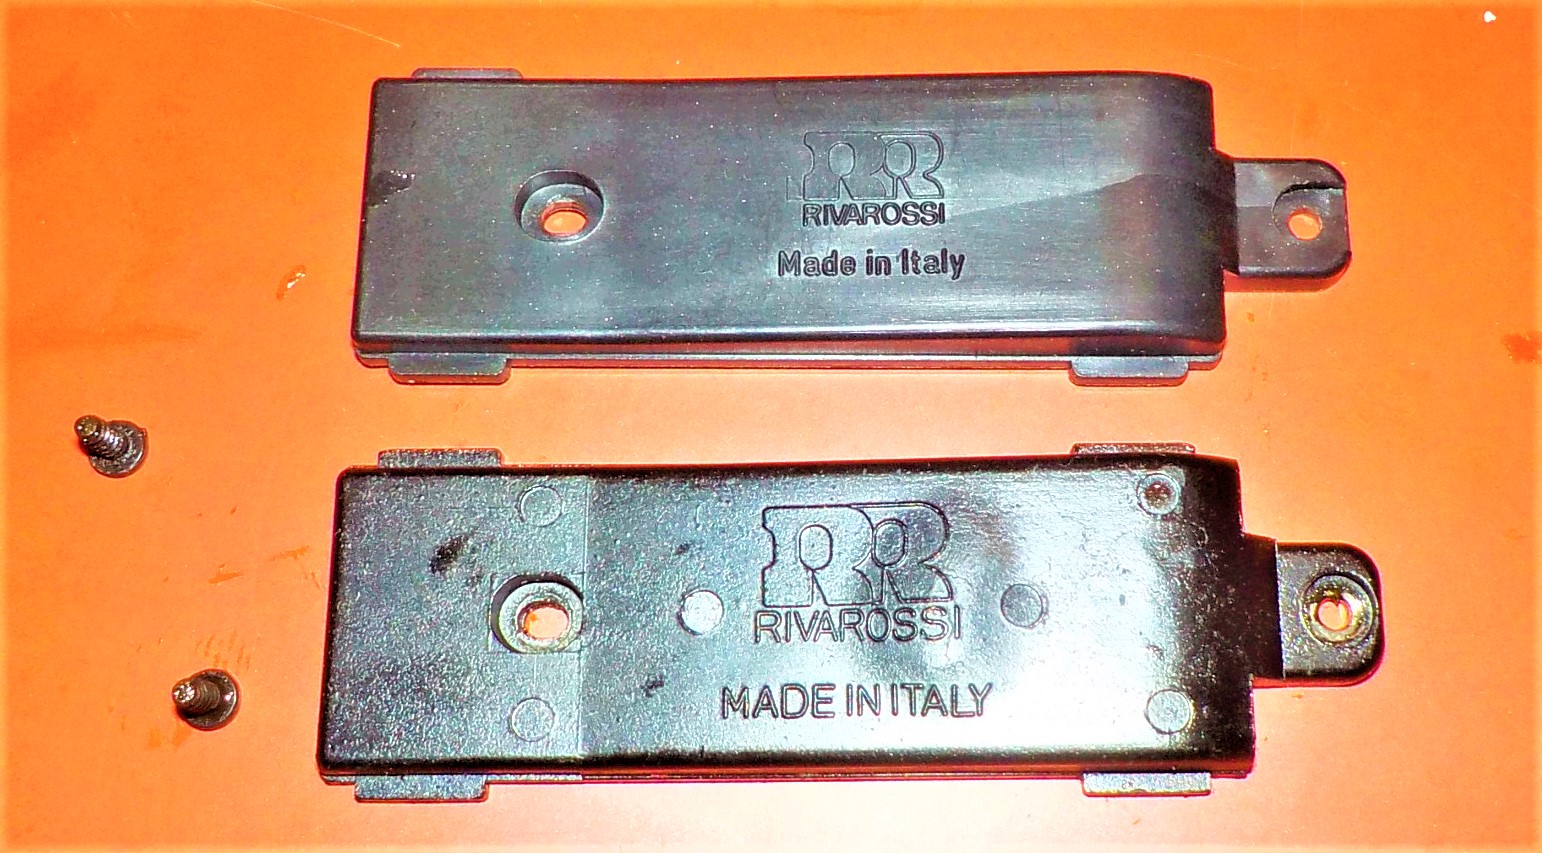 RR
RIVAROSSI
Made in Italy
RR
RIVAROSSI
MADE IN ITALY